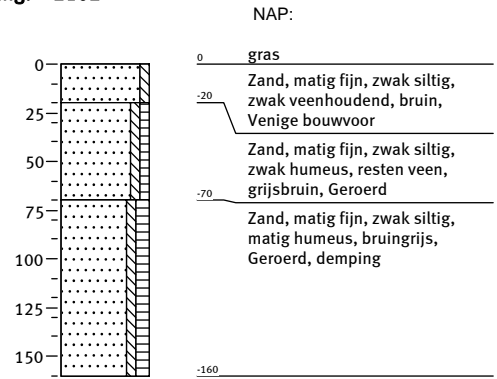 NAP:
0
25
50
75
100
125
150
0 gras
Zand, matig fijn, zwak siltig,
-20 zwak veenhoudend, bruin,
Venige bouwvoor
Zand, matig fijn, zwak siltig,
zwak humeus, resten veen,
-70 grijsbruin, Geroerd
Zand, matig fijn, zwak siltig,
matig humeus, bruingrijs,
Geroerd, demping
-160